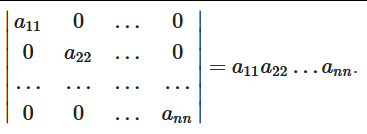 | a₁₁ 0 … 0 |
| 0 a₂₂ … 0 |
| … … … … | = a₁₁a₂₂ … aₙₙ.
| 0 0 … aₙₙ |